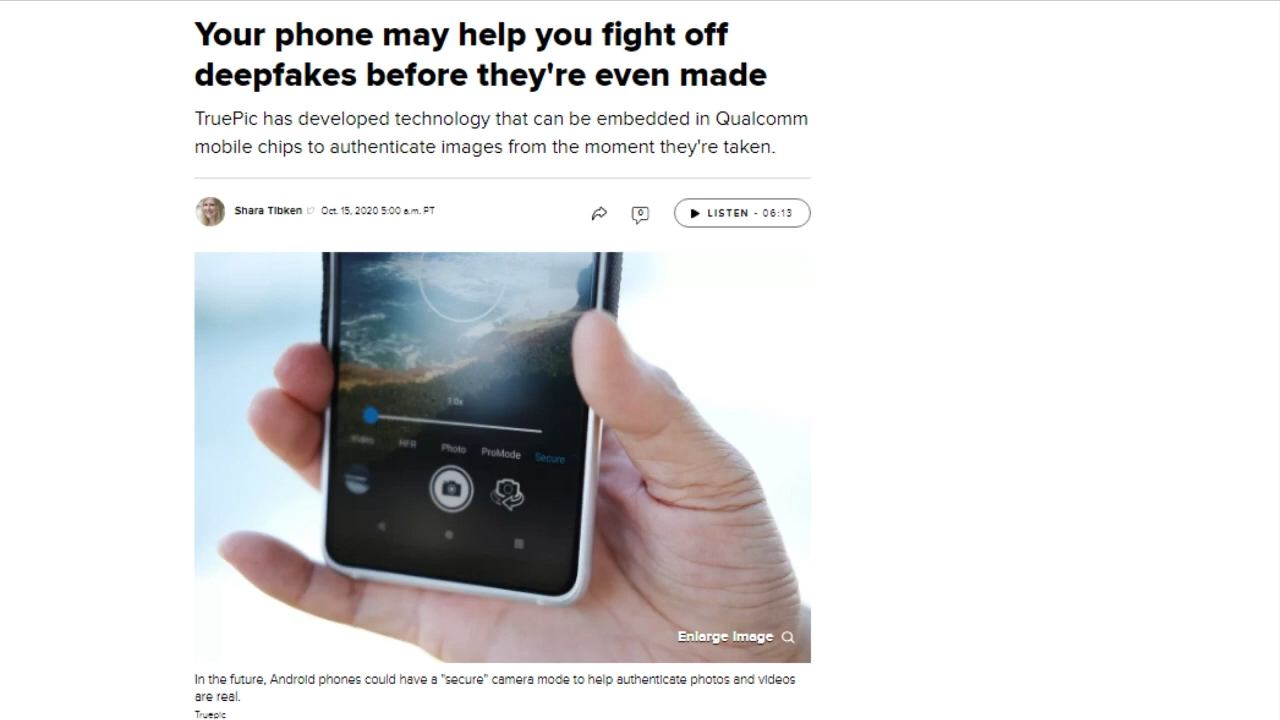 Your phone may help you fight off
deepfakes before they're even made
TruePic has developed technology that can be embedded in Qualcomm
mobile chips to authenticate images from the moment they're taken.
Shara Tibken Oct. 15, 2020 5:00 a.m. PT
0
LISTEN - 06:13
1.0x
Video HFR Photo ProMode Secure
Enlarge Image
In the future, Android phones could have a "secure" camera mode to help authenticate photos and videos
are real.
Truepic